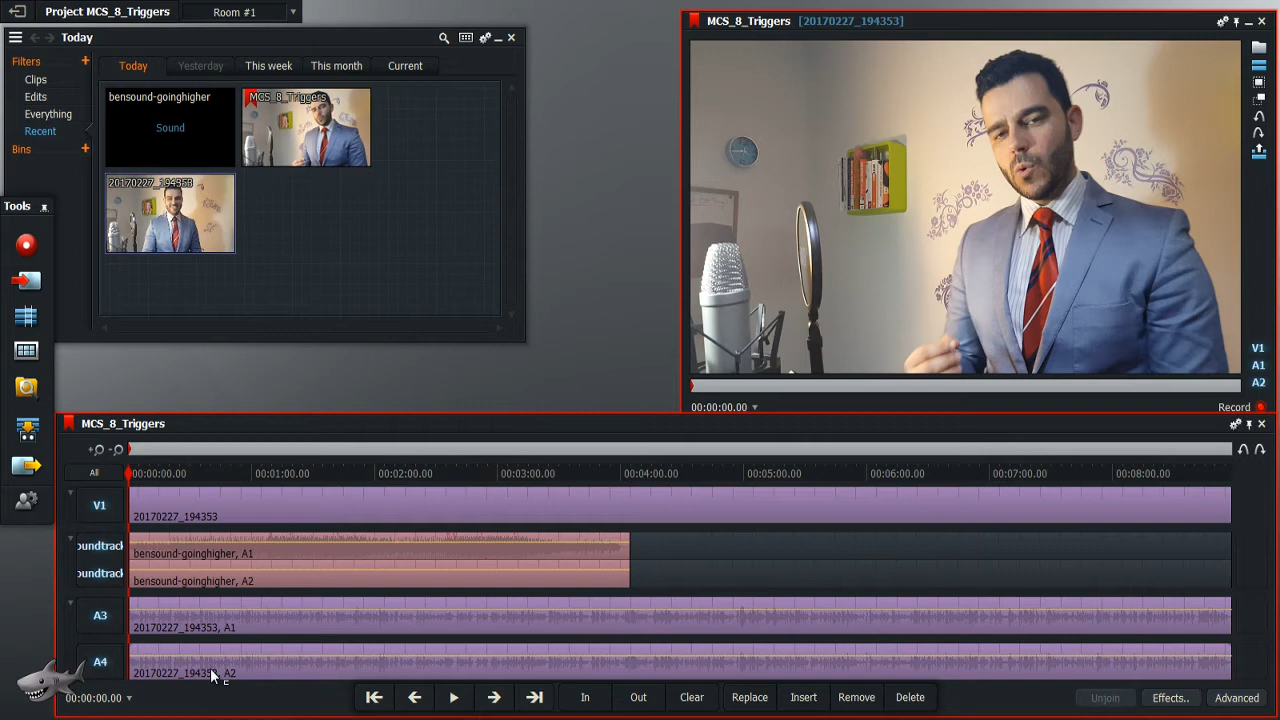 Project MCS_8_Triggers
Room #1
Today
Filters +
Clips
Edits
Everything
Recent
Bins +
Today Yesterday This week This month Current
bensound-goinghigher
Sound
MCS_8_Triggers
20170227_194353
Tools
MCS_8_Triggers [20170227_194353]
V1
A1
A2
00:00:00.00
Record
MCS_8_Triggers
All
00:00:00.00 00:01:00.00 00:02:00.00 00:03:00.00 00:04:00.00 00:05:00.00 00:06:00.00 00:07:00.00 00:08:00.00
V1
20170227_194353
oundtrack
bensound-goinghigher, A1
oundtrack
bensound-goinghigher, A2
A3
20170227_194353, A1
A4
20170227_194353, A2
00:00:00.00
In Out Clear Replace Insert Remove Delete Unjoin Effects.. Advanced